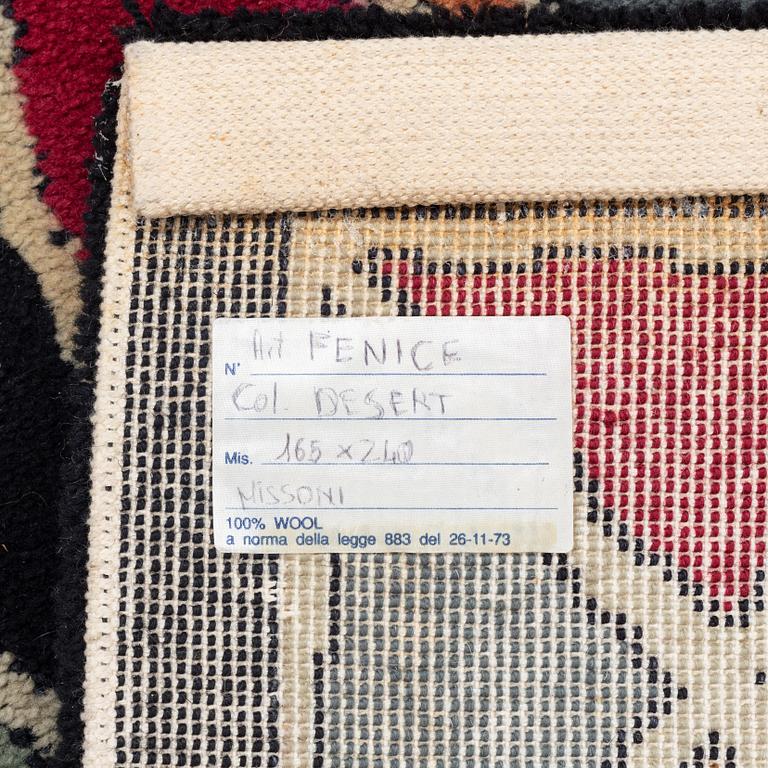 Art FENICE
N°
Col. DESERT
Mis. 165 x 240
MISSONI
100% WOOL
a norma della legge 883 del 26-11-73